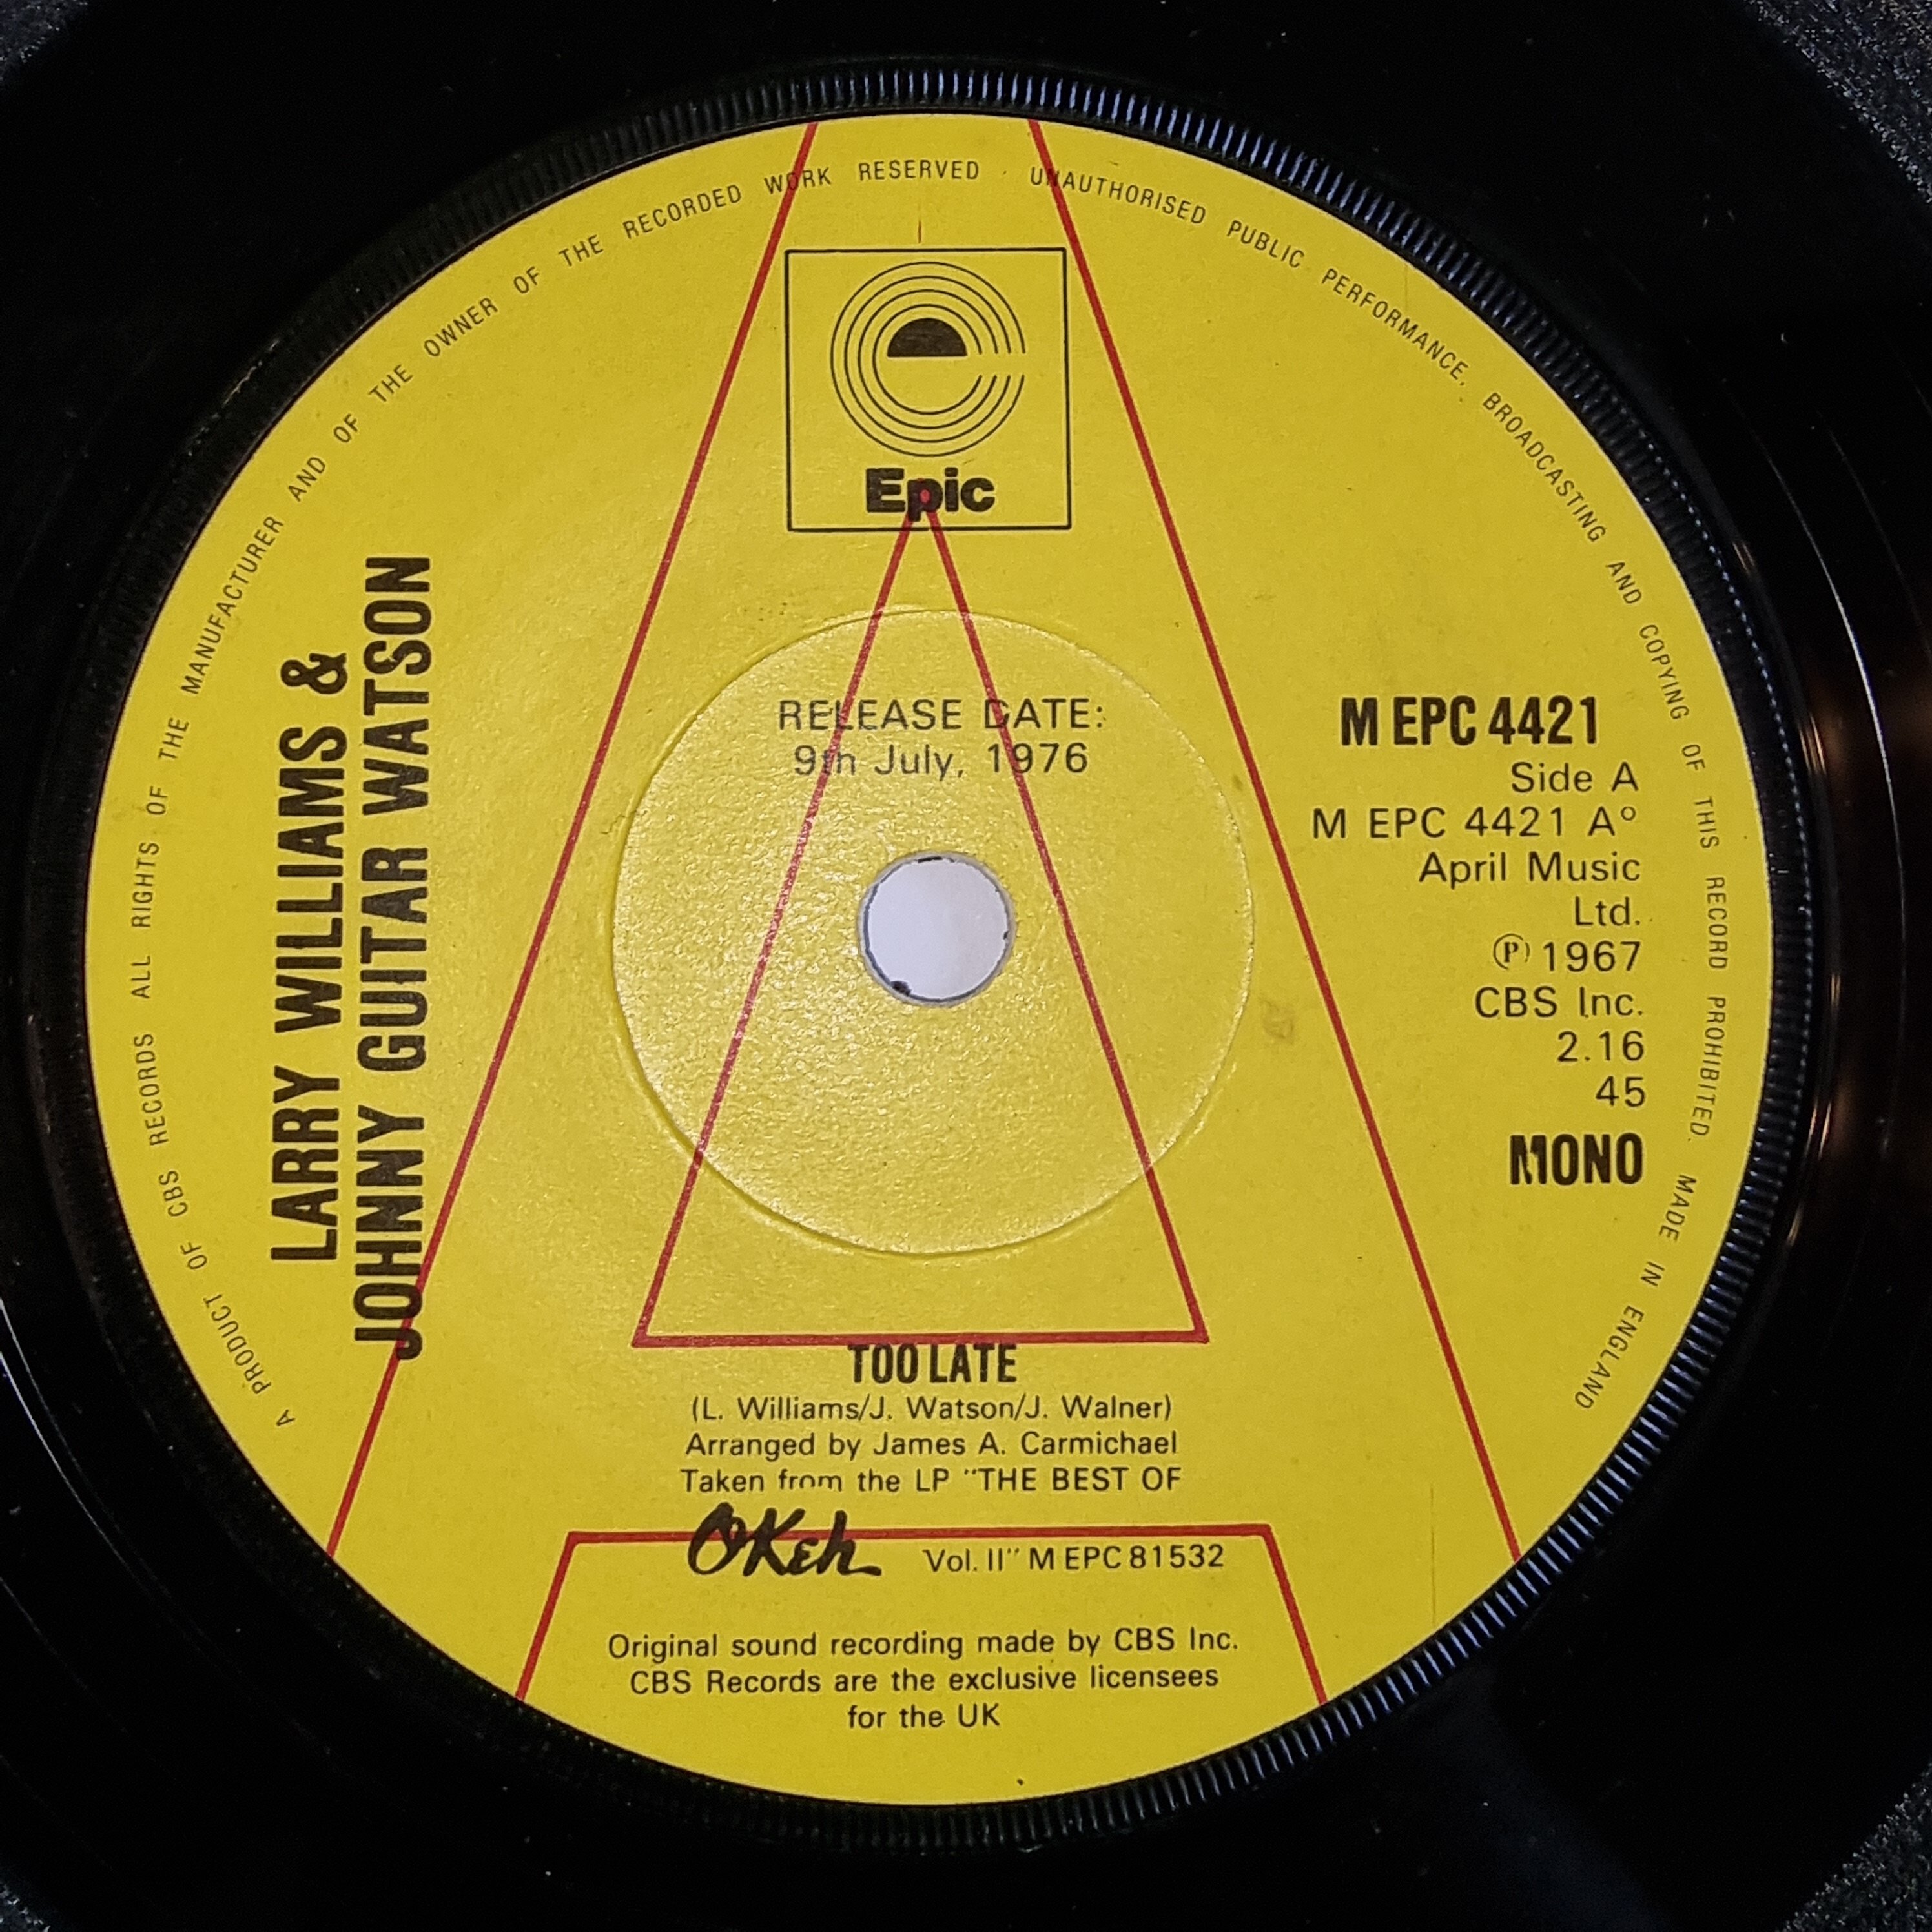 A PRODUCT OF CBS RECORDS ALL RIGHTS OF THE MANUFACTURER AND OF THE OWNER OF THE RECORDED WORK RESERVED · UNAUTHORISED PUBLIC PERFORMANCE, BROADCASTING AND COPYING OF THIS RECORD PROHIBITED. MADE IN ENGLAND
Epic
LARRY WILLIAMS &
JOHNNY GUITAR WATSON
RELEASE DATE:
9th July, 1976
M EPC 4421
Side A
M EPC 4421 A°
April Music
Ltd.
℗ 1967
CBS Inc.
2.16
45
MONO
TOO LATE
(L. Williams/J. Watson/J. Walner)
Arranged by James A. Carmichael
Taken from the LP "THE BEST OF
OKeh Vol. II" M EPC 81532
Original sound recording made by CBS Inc.
CBS Records are the exclusive licensees
for the UK